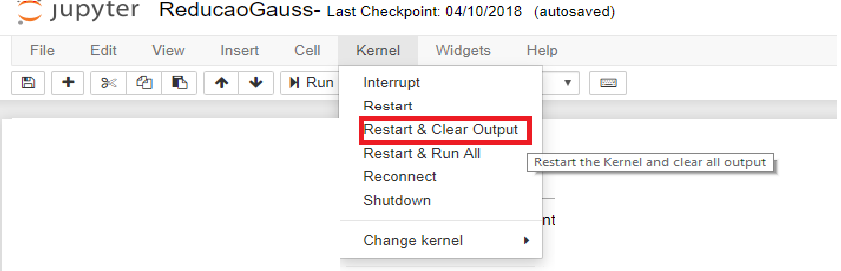 jupyter ReducaoGauss- Last Checkpoint: 04/10/2018 (autosaved)
File Edit View Insert Cell Kernel Widgets Help
Run
Interrupt
Restart
Restart & Clear Output
Restart & Run All
Restart the Kernel and clear all output
Reconnect
Shutdown
nt
Change kernel